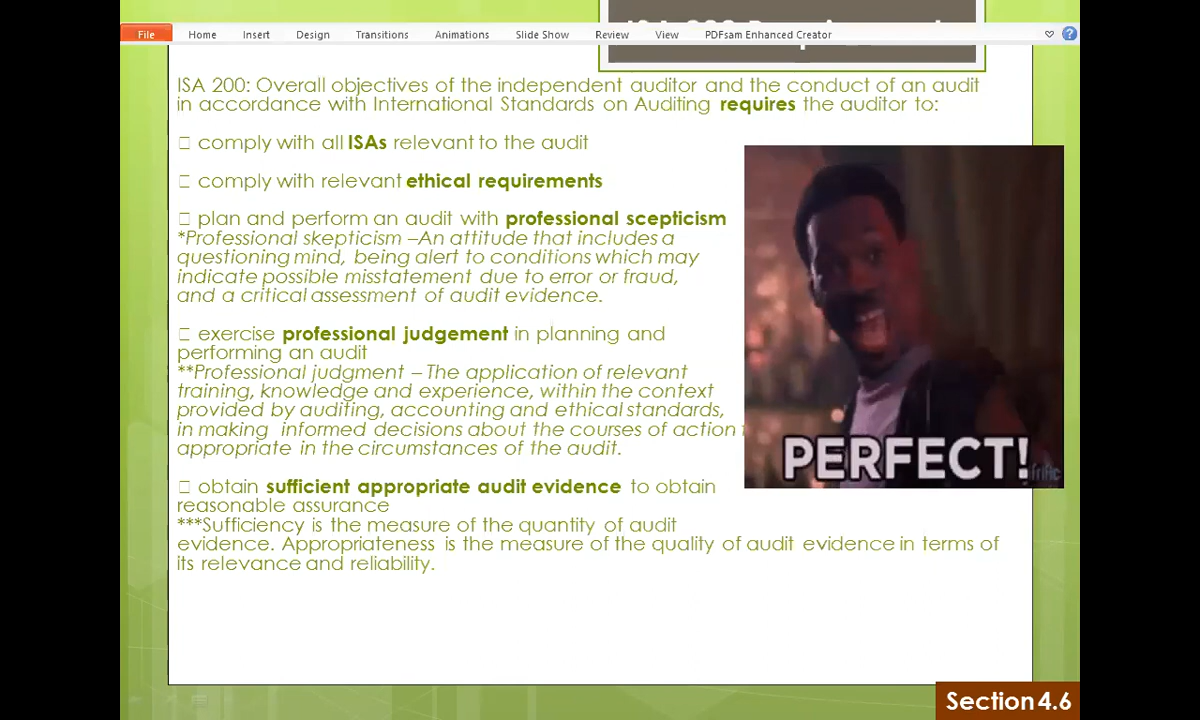 File Home Insert Design Transitions Animations Slide Show Review View PDFsam Enhanced Creator
ISA 200: Overall objectives of the independent auditor and the conduct of an audit
in accordance with International Standards on Auditing requires the auditor to:
comply with all ISAs relevant to the audit
comply with relevant ethical requirements
plan and perform an audit with professional scepticism
*Professional skepticism –An attitude that includes a
questioning mind, being alert to conditions which may
indicate possible misstatement due to error or fraud,
and a critical assessment of audit evidence.
exercise professional judgement in planning and
performing an audit
**Professional judgment – The application of relevant
training, knowledge and experience, within the context
provided by auditing, accounting and ethical standards,
in making informed decisions about the courses of action
appropriate in the circumstances of the audit.
obtain sufficient appropriate audit evidence to obtain
reasonable assurance
***Sufficiency is the measure of the quantity of audit
evidence. Appropriateness is the measure of the quality of audit evidence in terms of
its relevance and reliability.
PERFECT!
Section 4.6